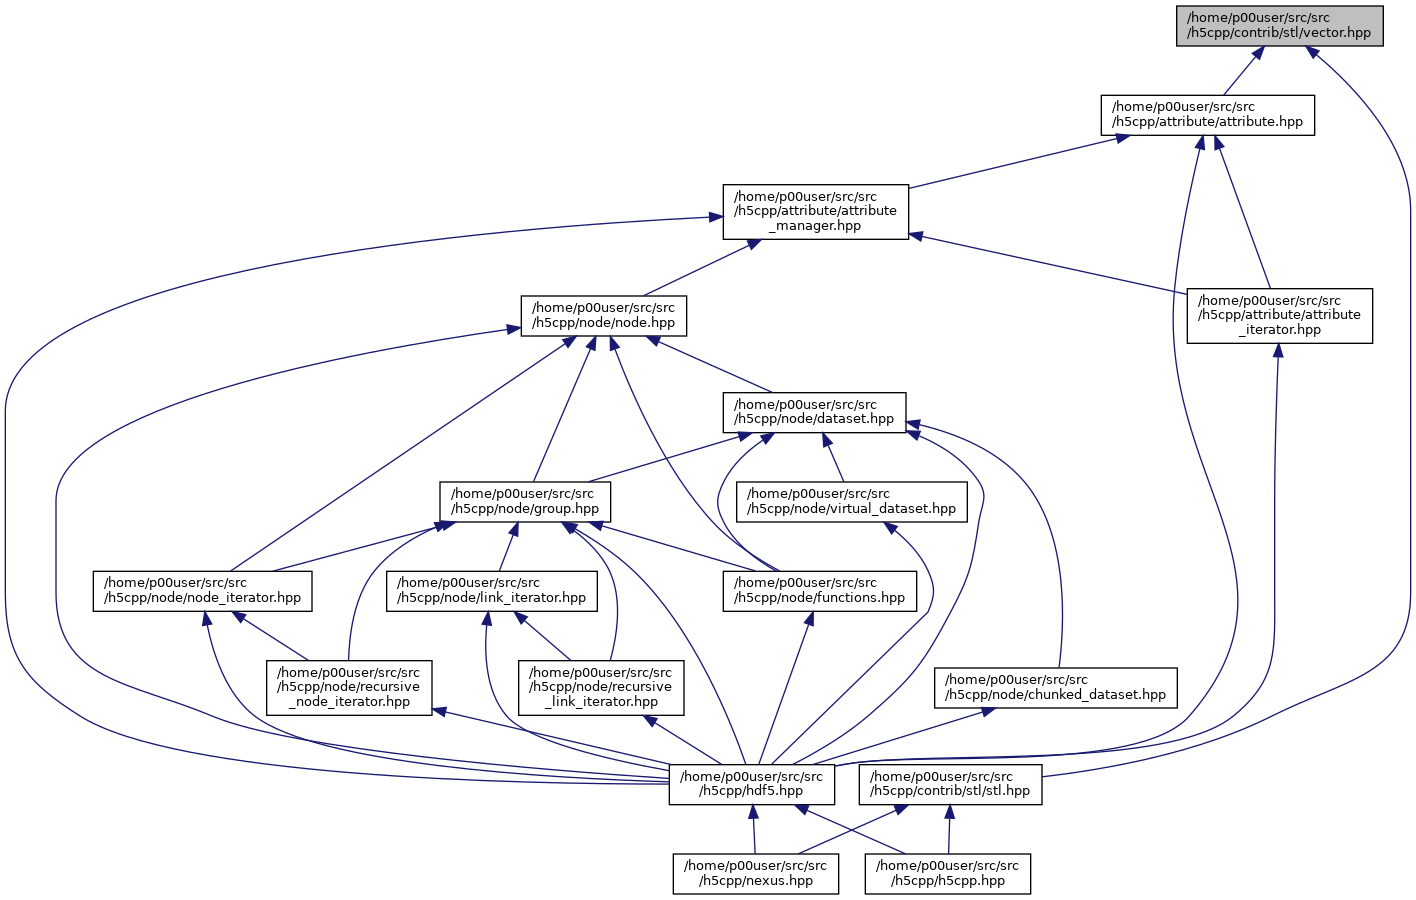 /home/p00user/src/src
/h5cpp/contrib/stl/vector.hpp
/home/p00user/src/src
/h5cpp/attribute/attribute.hpp
/home/p00user/src/src
/h5cpp/attribute/attribute
_manager.hpp
/home/p00user/src/src
/h5cpp/node/node.hpp
/home/p00user/src/src
/h5cpp/attribute/attribute
_iterator.hpp
/home/p00user/src/src
/h5cpp/node/dataset.hpp
/home/p00user/src/src
/h5cpp/node/group.hpp
/home/p00user/src/src
/h5cpp/node/virtual_dataset.hpp
/home/p00user/src/src
/h5cpp/node/node_iterator.hpp
/home/p00user/src/src
/h5cpp/node/link_iterator.hpp
/home/p00user/src/src
/h5cpp/node/functions.hpp
/home/p00user/src/src
/h5cpp/node/recursive
_node_iterator.hpp
/home/p00user/src/src
/h5cpp/node/recursive
_link_iterator.hpp
/home/p00user/src/src
/h5cpp/node/chunked_dataset.hpp
/home/p00user/src/src
/h5cpp/hdf5.hpp
/home/p00user/src/src
/h5cpp/contrib/stl/stl.hpp
/home/p00user/src/src
/h5cpp/nexus.hpp
/home/p00user/src/src
/h5cpp/h5cpp.hpp